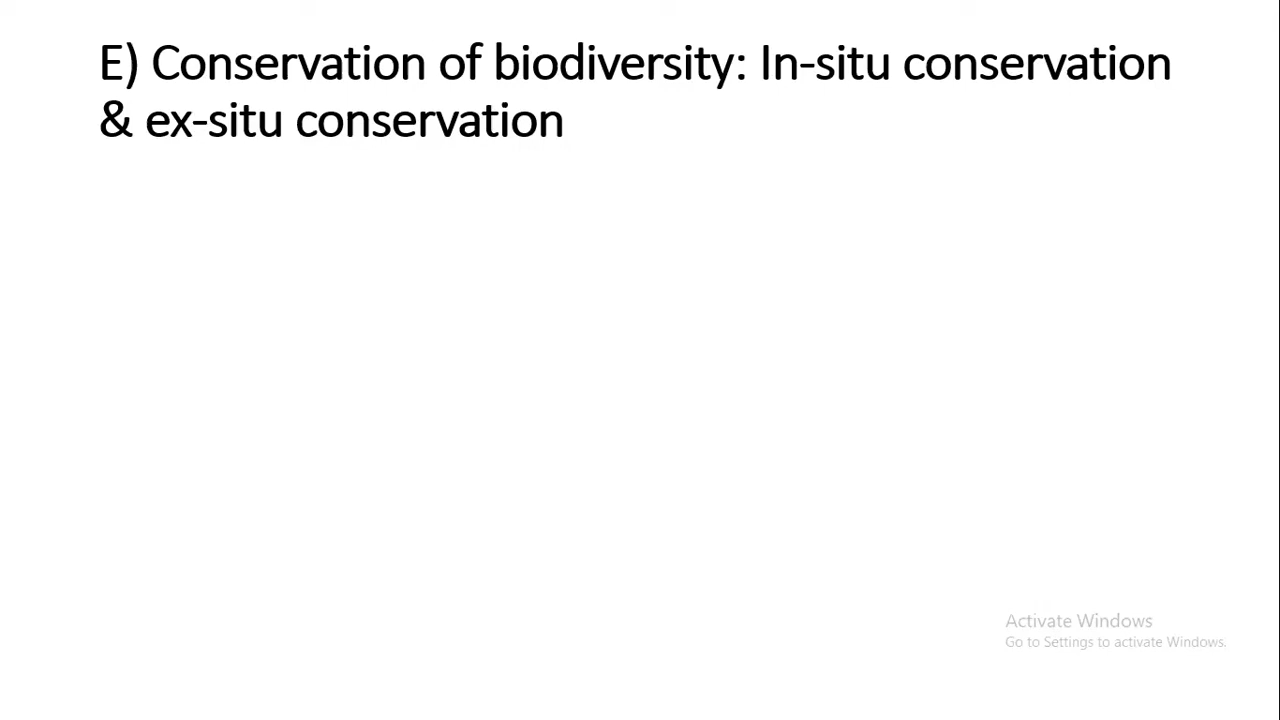 E) Conservation of biodiversity: In-situ conservation
& ex-situ conservation
Activate Windows
Go to Settings to activate Windows.